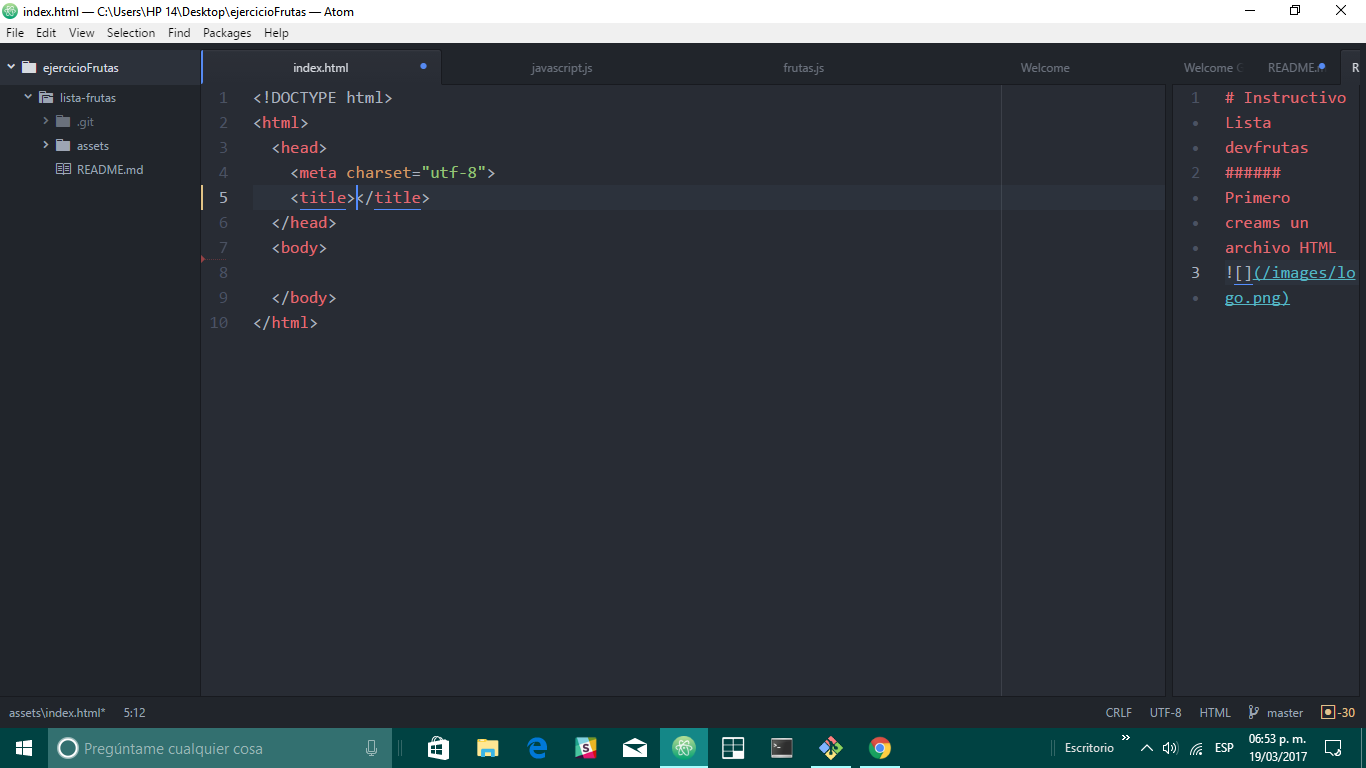 index.html — C:\Users\HP 14\Desktop\ejercicioFrutas — Atom
File Edit View Selection Find Packages Help
ejercicioFrutas
lista-frutas
.git
assets
README.md
index.html
javascript.js
frutas.js
Welcome
Welcome
README.
R
1 <!DOCTYPE html>
2 <html>
3 <head>
4 <meta charset="utf-8">
5 <title></title>
6 </head>
7 <body>
8
9 </body>
10 </html>
1 # Instructivo
Lista
devfrutas
2 ######
Primero
creams un
archivo HTML
3 ![](/images/lo
go.png)
assets\index.html* 5:12
CRLF UTF-8 HTML master -30
Pregúntame cualquier cosa
Escritorio » ESP
06:53 p. m.
19/03/2017